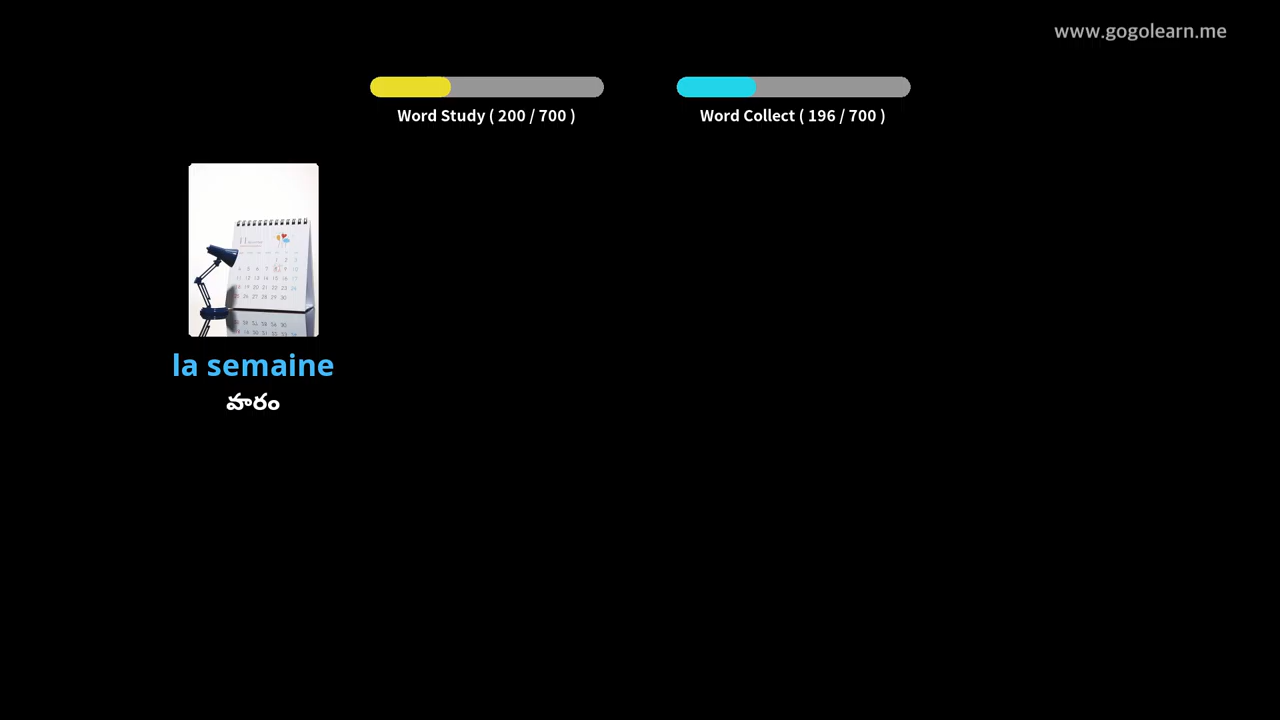 www.gogolearn.me
Word Study ( 200 / 700 )
Word Collect ( 196 / 700 )
la semaine
వారం